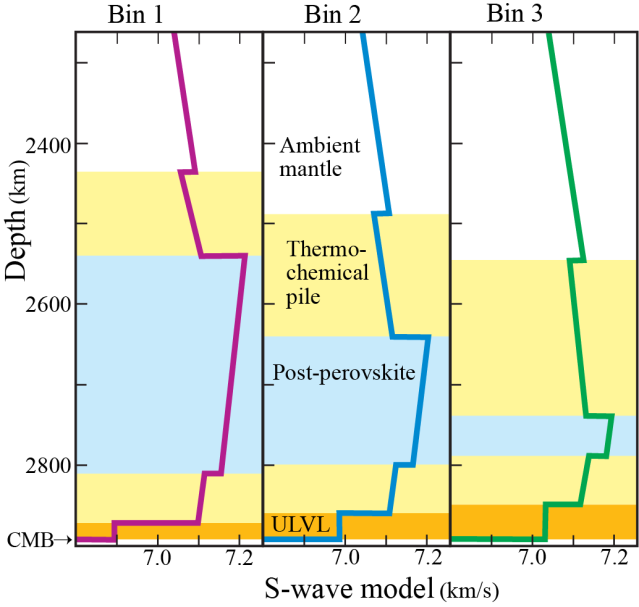 Bin 1 Bin 2 Bin 3
2400
2600
2800
Depth (km)
Ambient
mantle
Thermo-
chemical
pile
Post-perovskite
ULVL
CMB→
7.0 7.2 7.0 7.2 7.0 7.2
S-wave model (km/s)